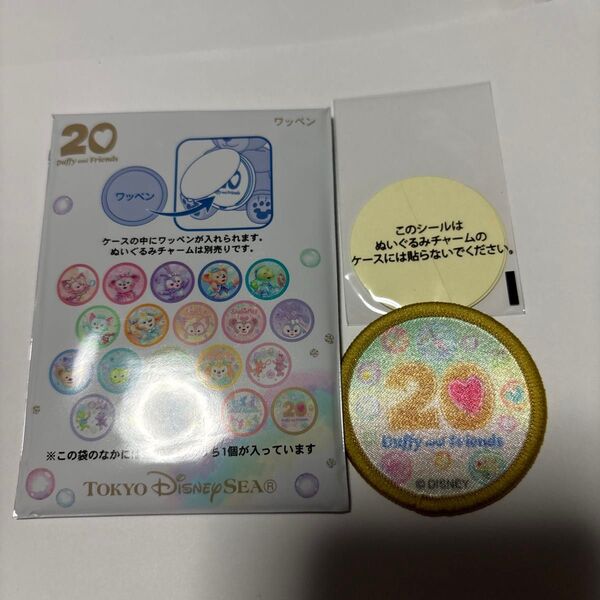 ワッペン
20
Duffy and Friends
ワッペン
20
ケースの中にワッペンが入れられます。
ぬいぐるみチャームは別売りです。
20
※この袋のなかに
ち1個が入っています
TOKYO DISNEYSEA®
このシールは
ぬいぐるみチャームの
ケースには貼らないでください。
20
Duffy and Friends
© DISNEY